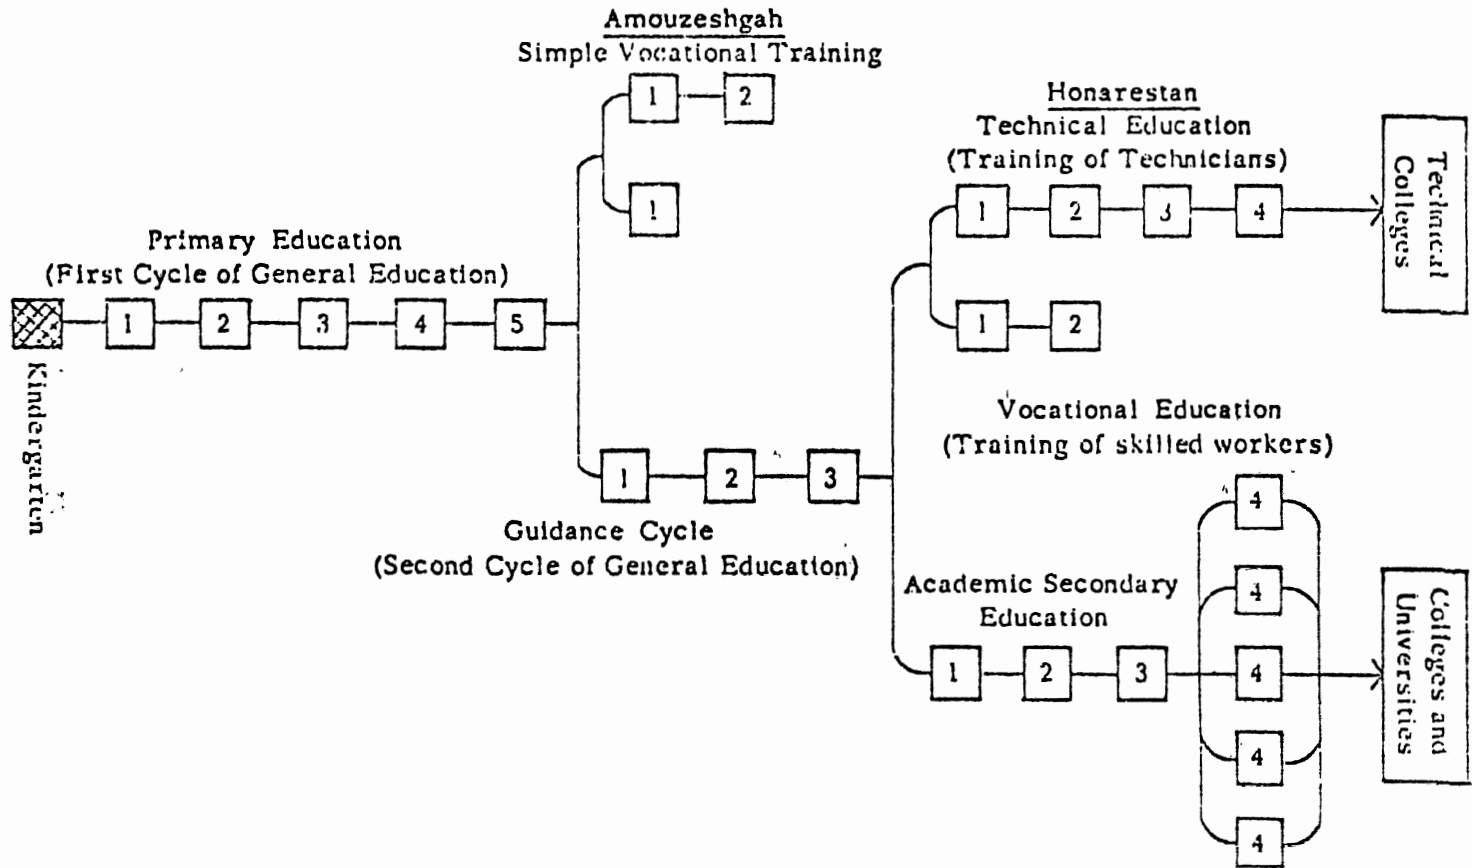 Amouzeshgah
Simple Vocational Training
1 2
1
Primary Education
(First Cycle of General Education)
1 2 3 4 5
Kindergarten
1 2 3
Guidance Cycle
(Second Cycle of General Education)
Honarestan
Technical Education
(Training of Technicians)
1 2 3 4
1 2
Vocational Education
(Training of skilled workers)
Technical
Colleges
Academic Secondary
Education
1 2 3
4
4
4
4
4
Colleges and
Universities